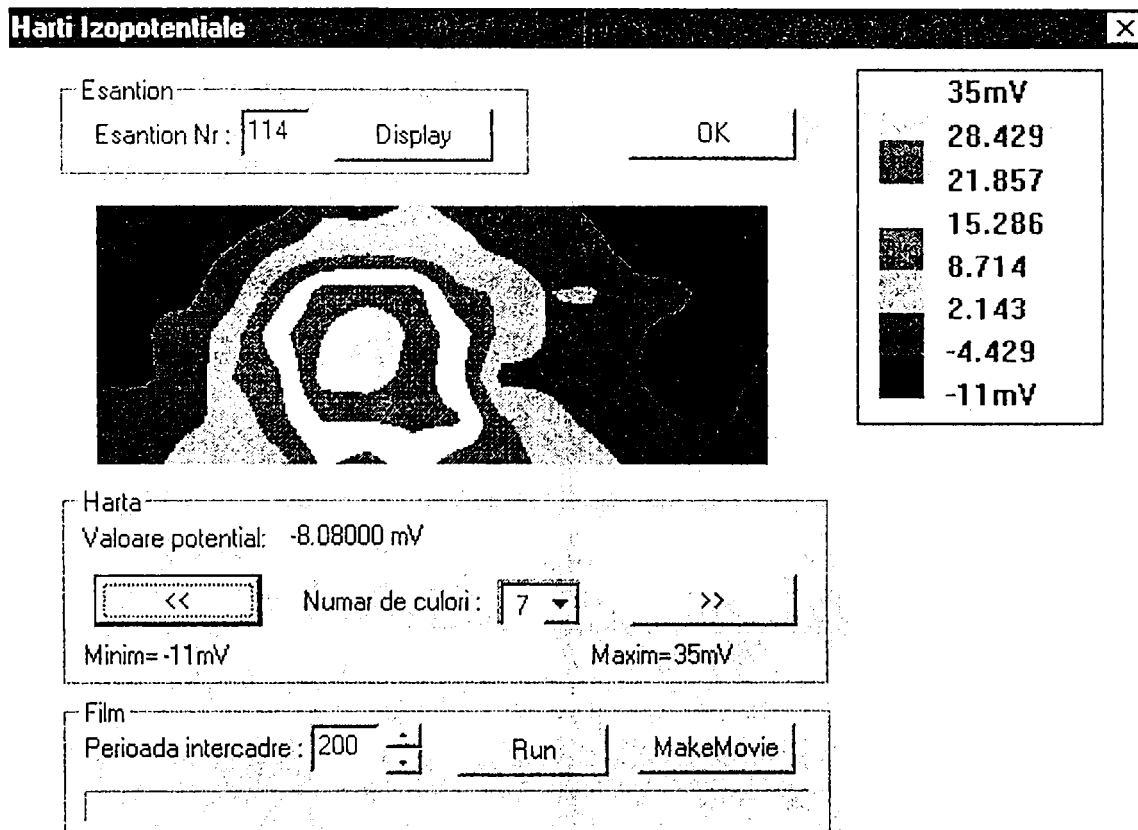 Harti Izopotentiale
Esantion
Esantion Nr : 114 Display
OK
35mV
28.429
21.857
15.286
8.714
2.143
-4.429
-11mV
Harta
Valoare potential: -8.08000 mV
<< Numar de culori : 7 >>
Minim=-11mV Maxim=35mV
Film
Perioada intercadre : 200 Run MakeMovie